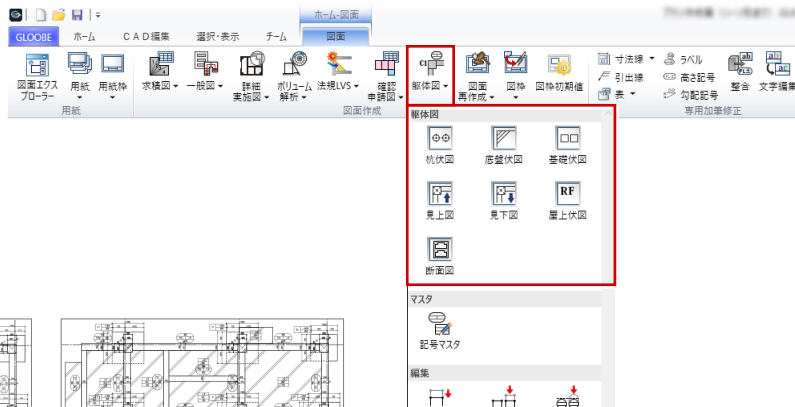 ホーム-図面
GLOOBE ホーム CAD編集 選択・表示 チーム 図面
図面エクスプローラー 用紙 用紙枠 求積図 一般図 詳細実施図 ボリューム解析 法規LVS 確認申請図 躯体図 図面再作成 図枠 図枠初期値 寸法線 引出線 表 ラベル 高さ記号 勾配記号 整合 文字編集
用紙 図面作成 専用加筆修正
躯体図
杭伏図 底盤伏図 基礎伏図
RF
見上図 見下図 屋上伏図
断面図
マスタ
記号マスタ
編集